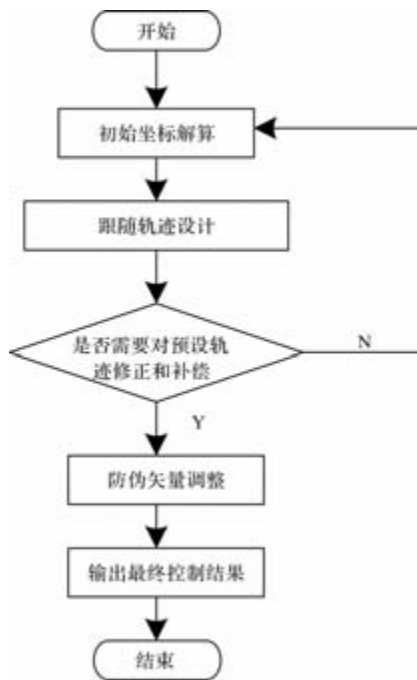 开始
初始坐标解算
跟随轨迹设计
是否需要对预设轨
迹修正和补偿
N
Y
防伪矢量调整
输出最终控制结果
结束